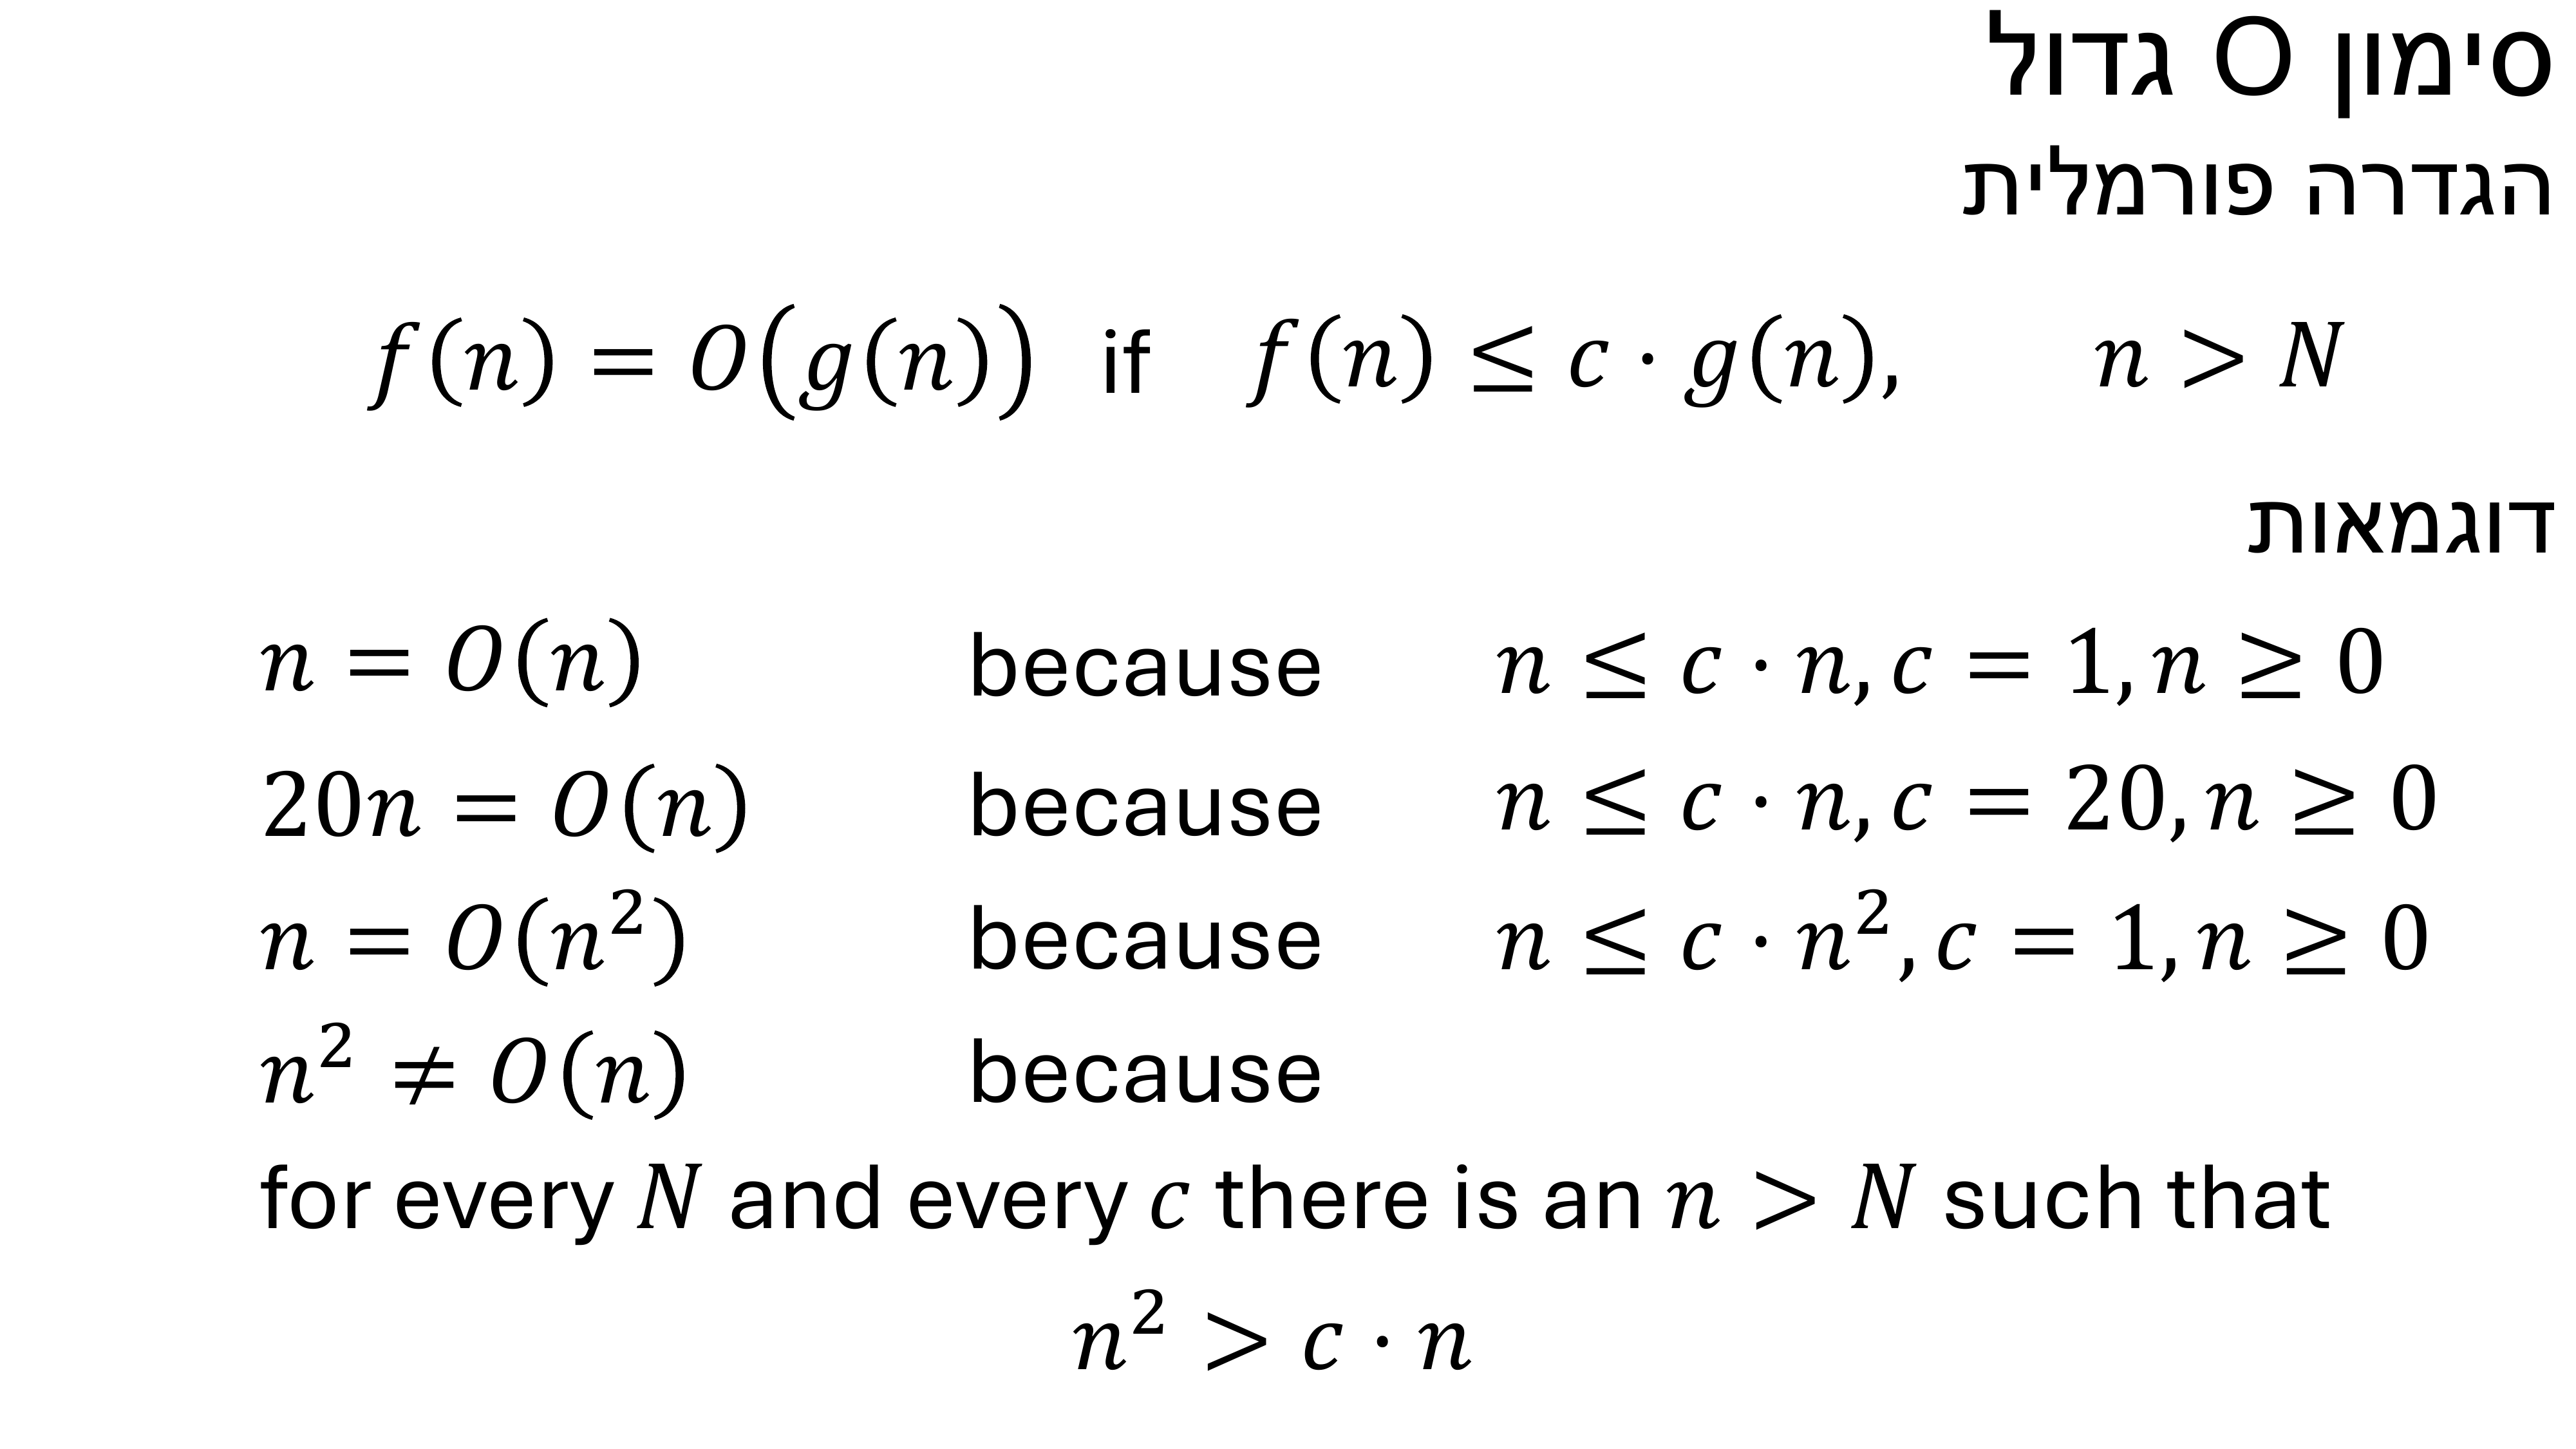 סימון O גדול
הגדרה פורמלית
f(n) = O(g(n)) if f(n) ≤ c · g(n), n > N
דוגמאות
n = O(n) because n ≤ c · n, c = 1, n ≥ 0
20n = O(n) because n ≤ c · n, c = 20, n ≥ 0
n = O(n²) because n ≤ c · n², c = 1, n ≥ 0
n² ≠ O(n) because
for every N and every c there is an n > N such that
n² > c · n